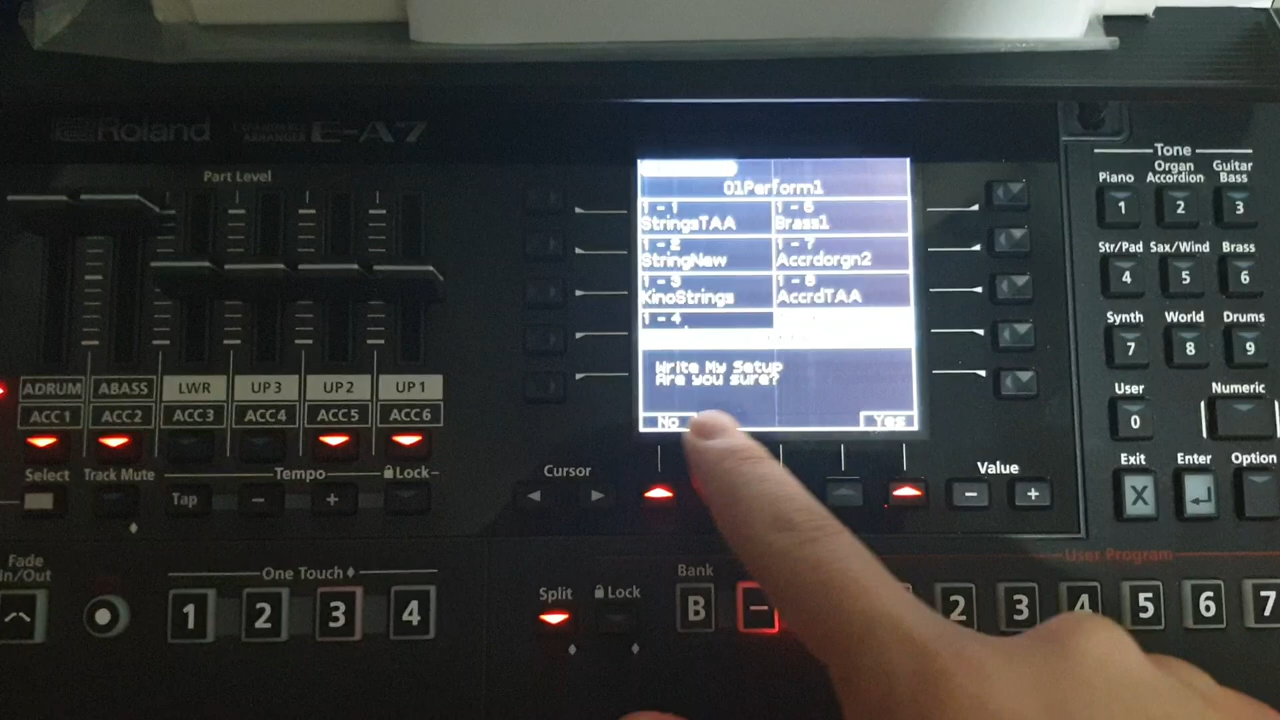 Roland
ARRANGER E-A7
Part Level
ADRUM ABASS LWR UP3 UP2 UP1
ACC1 ACC2 ACC3 ACC4 ACC5 ACC6
Select Track Mute Tempo Lock
Tap - +
Fade
In/Out
One Touch
1 2 3 4
01Perform1
1 - 1
StringsTAA
1 - 2
StringNew
1 - 3
KinoStrings
1 - 4
1 - 6
Brass1
1 - 7
Accrdorgn2
1 - 8
AccrdTAA
Write My Setup
Are you sure?
No Yes
Cursor
Value
- +
Split Lock
Bank
B -
User Program
2 3 4 5 6 7
Tone
Piano Organ
Accordion Guitar
Bass
1 2 3
Str/Pad Sax/Wind Brass
4 5 6
Synth World Drums
7 8 9
User Numeric
0
Exit Enter Option
X